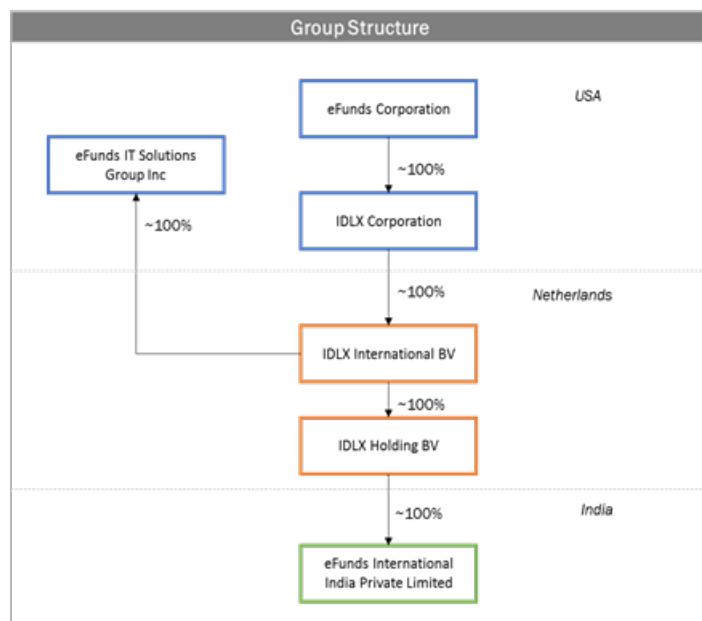 Group Structure
USA
eFunds Corporation
~100%
eFunds IT Solutions
Group Inc
IDLX Corporation
~100%
Netherlands
~100%
IDLX International BV
~100%
IDLX Holding BV
India
~100%
eFunds International
India Private Limited